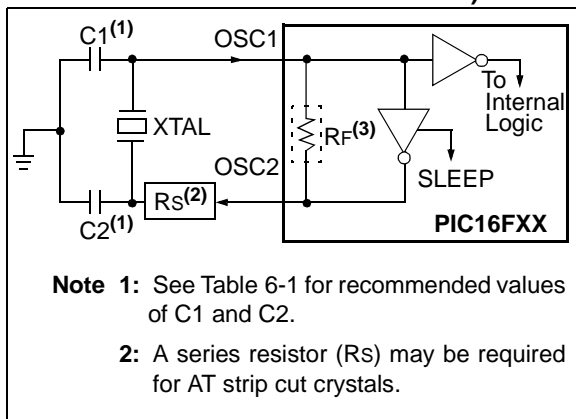 C1(1)
OSC1
To
Internal
Logic
XTAL
RF(3)
OSC2
SLEEP
RS(2)
C2(1)
PIC16FXX
Note 1: See Table 6-1 for recommended values
of C1 and C2.
2: A series resistor (RS) may be required
for AT strip cut crystals.